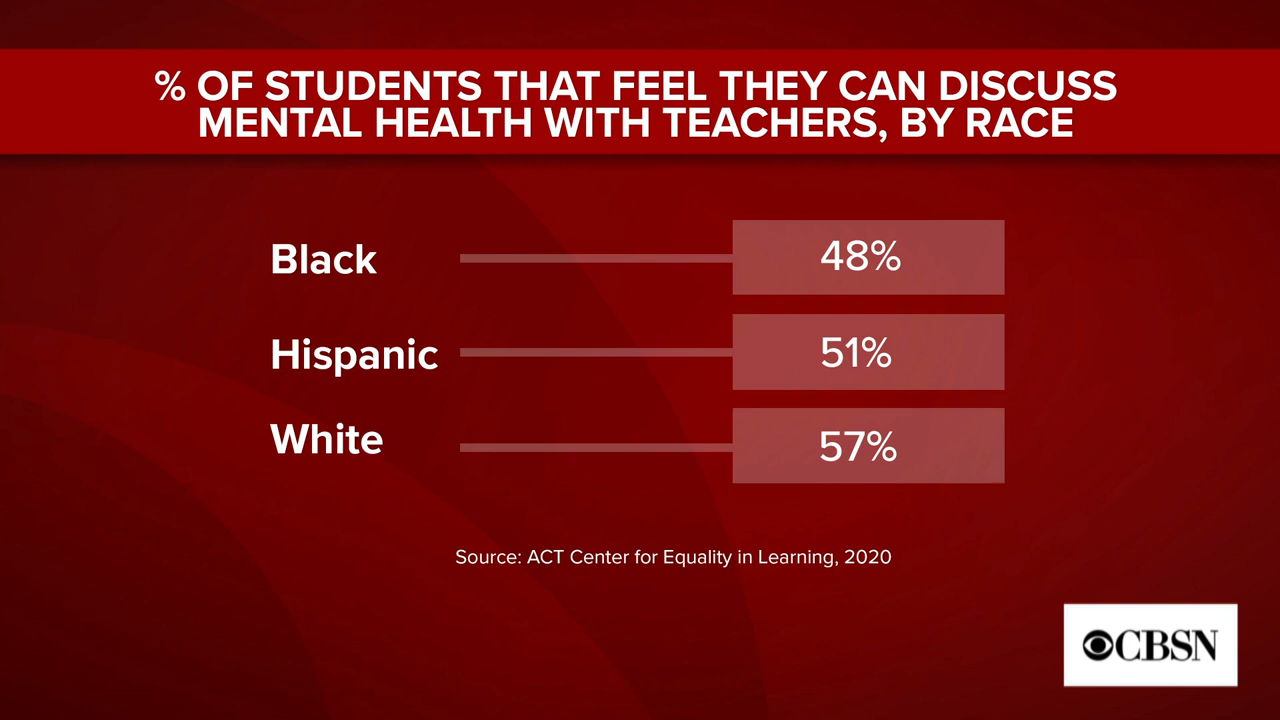 % OF STUDENTS THAT FEEL THEY CAN DISCUSS
MENTAL HEALTH WITH TEACHERS, BY RACE
Black 48%
Hispanic 51%
White 57%
Source: ACT Center for Equality in Learning, 2020
CBSN